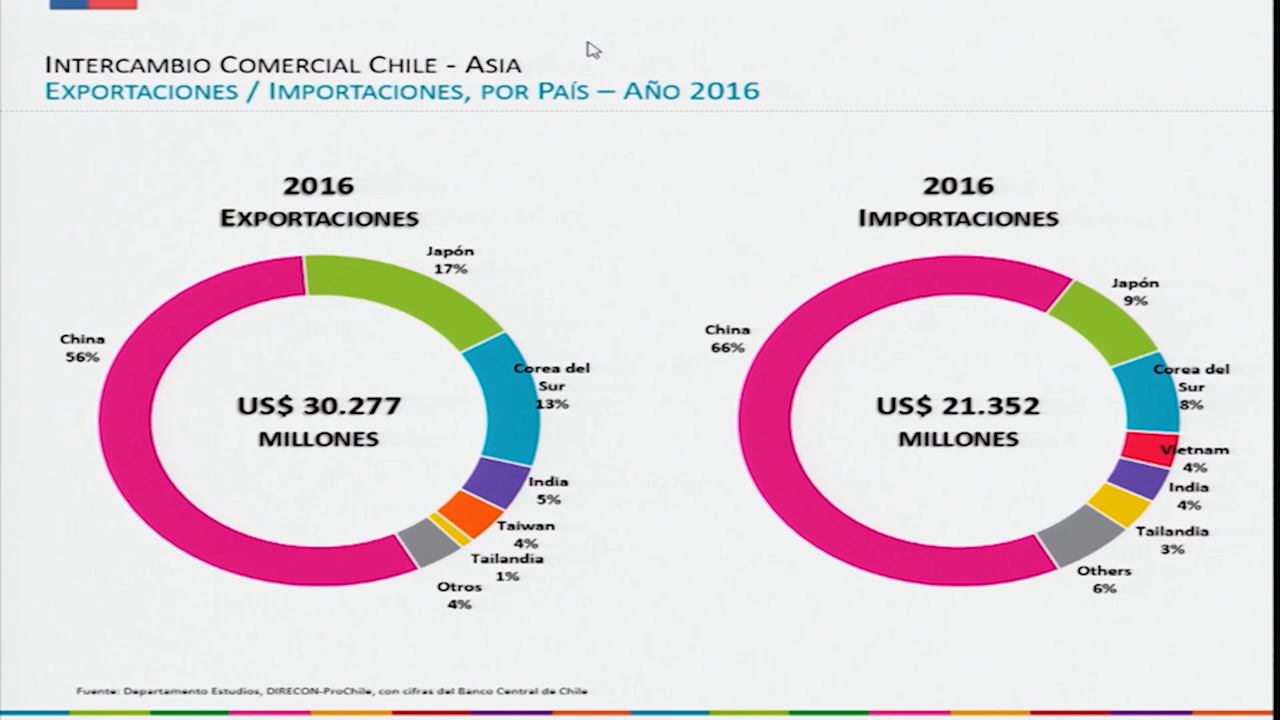 Intercambio Comercial Chile - Asia
Exportaciones / Importaciones, por País – Año 2016
2016
Exportaciones
Japón
17%
China
56%
Corea del
Sur
13%
US$ 30.277
millones
India
5%
Taiwan
4%
Tailandia
1%
Otros
4%
2016
Importaciones
Japón
9%
China
66%
Corea del
Sur
8%
US$ 21.352
millones
Vietnam
4%
India
4%
Tailandia
3%
Others
6%
Fuente: Departamento Estudios, DIRECON-ProChile, con cifras del Banco Central de Chile